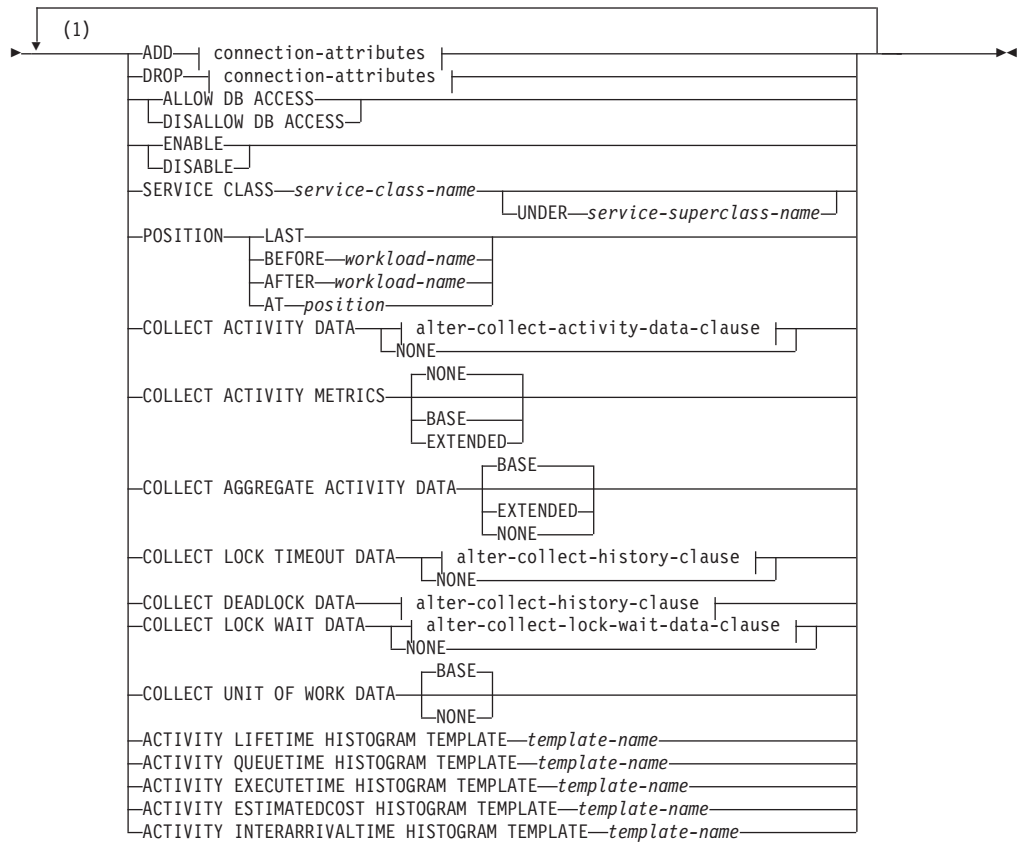 (1)
ADD connection-attributes
DROP connection-attributes
ALLOW DB ACCESS
DISALLOW DB ACCESS
ENABLE
DISABLE
SERVICE CLASS service-class-name
UNDER service-superclass-name
POSITION LAST
BEFORE workload-name
AFTER workload-name
AT position
COLLECT ACTIVITY DATA alter-collect-activity-data-clause
NONE
NONE
COLLECT ACTIVITY METRICS
BASE
EXTENDED
BASE
COLLECT AGGREGATE ACTIVITY DATA
EXTENDED
NONE
COLLECT LOCK TIMEOUT DATA alter-collect-history-clause
NONE
COLLECT DEADLOCK DATA alter-collect-history-clause
COLLECT LOCK WAIT DATA alter-collect-lock-wait-data-clause
NONE
BASE
COLLECT UNIT OF WORK DATA
NONE
ACTIVITY LIFETIME HISTOGRAM TEMPLATE template-name
ACTIVITY QUEUETIME HISTOGRAM TEMPLATE template-name
ACTIVITY EXECUTETIME HISTOGRAM TEMPLATE template-name
ACTIVITY ESTIMATEDCOST HISTOGRAM TEMPLATE template-name
ACTIVITY INTERARRIVALTIME HISTOGRAM TEMPLATE template-name